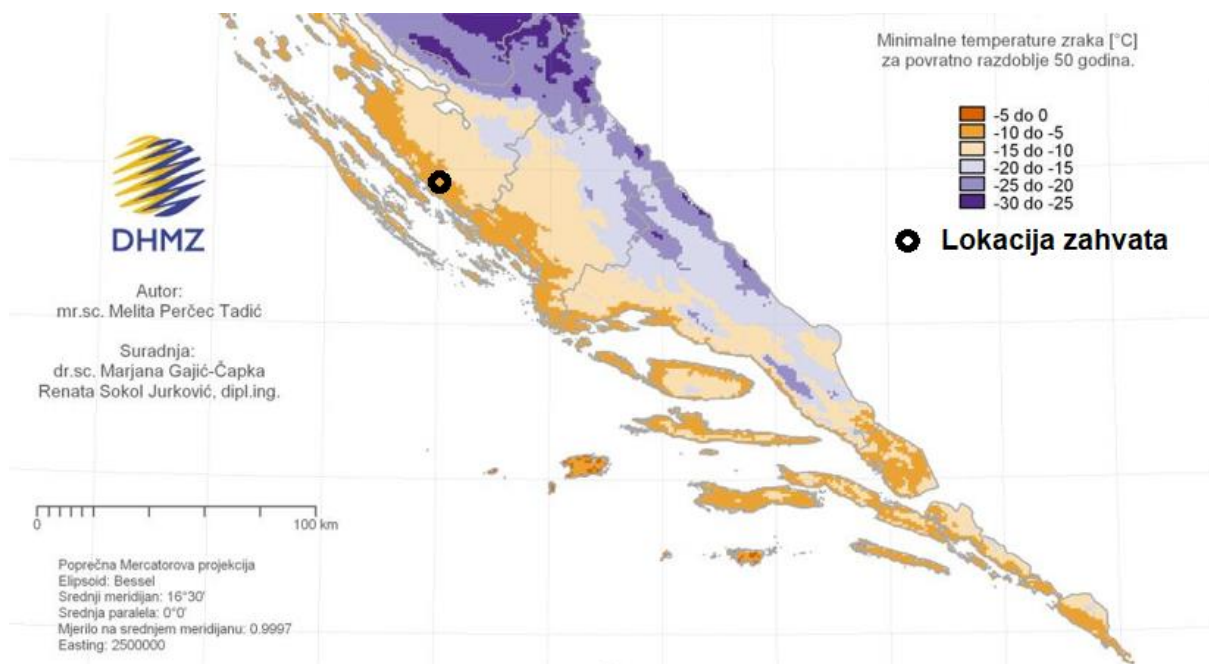 Minimalne temperature zraka [°C]
za povratno razdoblje 50 godina.
-5 do 0
-10 do -5
-15 do -10
-20 do -15
-25 do -20
-30 do -25
Lokacija zahvata
DHMZ
Autor:
mr.sc. Melita Perčec Tadić
Suradnja:
dr.sc. Marjana Gajić-Čapka
Renata Sokol Jurković, dipl.ing.
0 100 km
Poprečna Mercatorova projekcija
Elipsoid: Bessel
Srednji meridijan: 16°30'
Srednja paralela: 0°0'
Mjerilo na srednjem meridijanu: 0.9997
Easting: 2500000